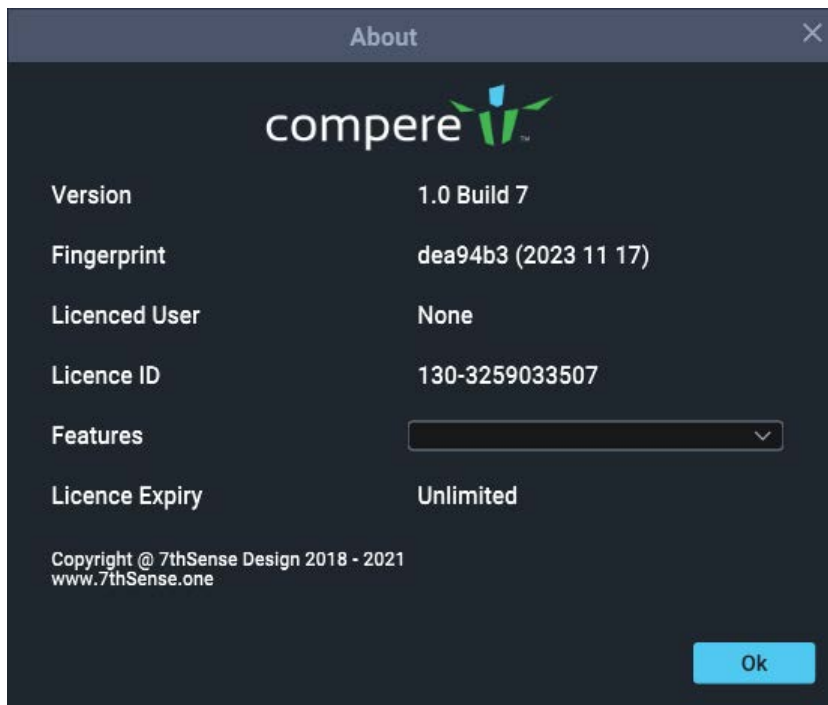 About
compere™
Version 1.0 Build 7
Fingerprint dea94b3 (2023 11 17)
Licenced User None
Licence ID 130-3259033507
Features
Licence Expiry Unlimited
Copyright @ 7thSense Design 2018 - 2021
www.7thSense.one
Ok